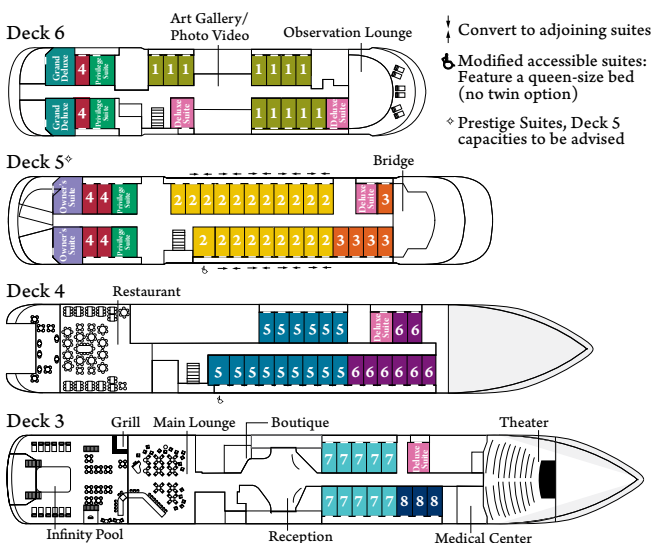 Deck 6
Art Gallery/
Photo Video
Observation Lounge
Grand
Deluxe
4
Privilege
Suite
1 1 1
1 1 1 1
Grand
Deluxe
4
Privilege
Suite
Deluxe
Suite
1 1 1 1 1
Deluxe
Suite
Convert to adjoining suites
Modified accessible suites:
Feature a queen-size bed
(no twin option)
✧ Prestige Suites, Deck 5
capacities to be advised
Deck 5✧
Bridge
Owner's
Suite
4 4
Privilege
Suite
2 2 2 2 2 2 2 2 2 2 2
Deluxe
Suite
3
Owner's
Suite
4 4
Privilege
Suite
2 2 2 2 2 2 2 2 2 3 3 3 3
Deck 4
Restaurant
5 5 5 5 5 5
Deluxe
Suite
6 6
5 5 5 5 5 5 5 5 5 6 6 6 6 6 6
Deck 3
Grill
Main Lounge
Boutique
Theater
7 7 7 7 7
Deluxe
Suite
7 7 7 7 7 8 8 8
Infinity Pool
Reception
Medical Center